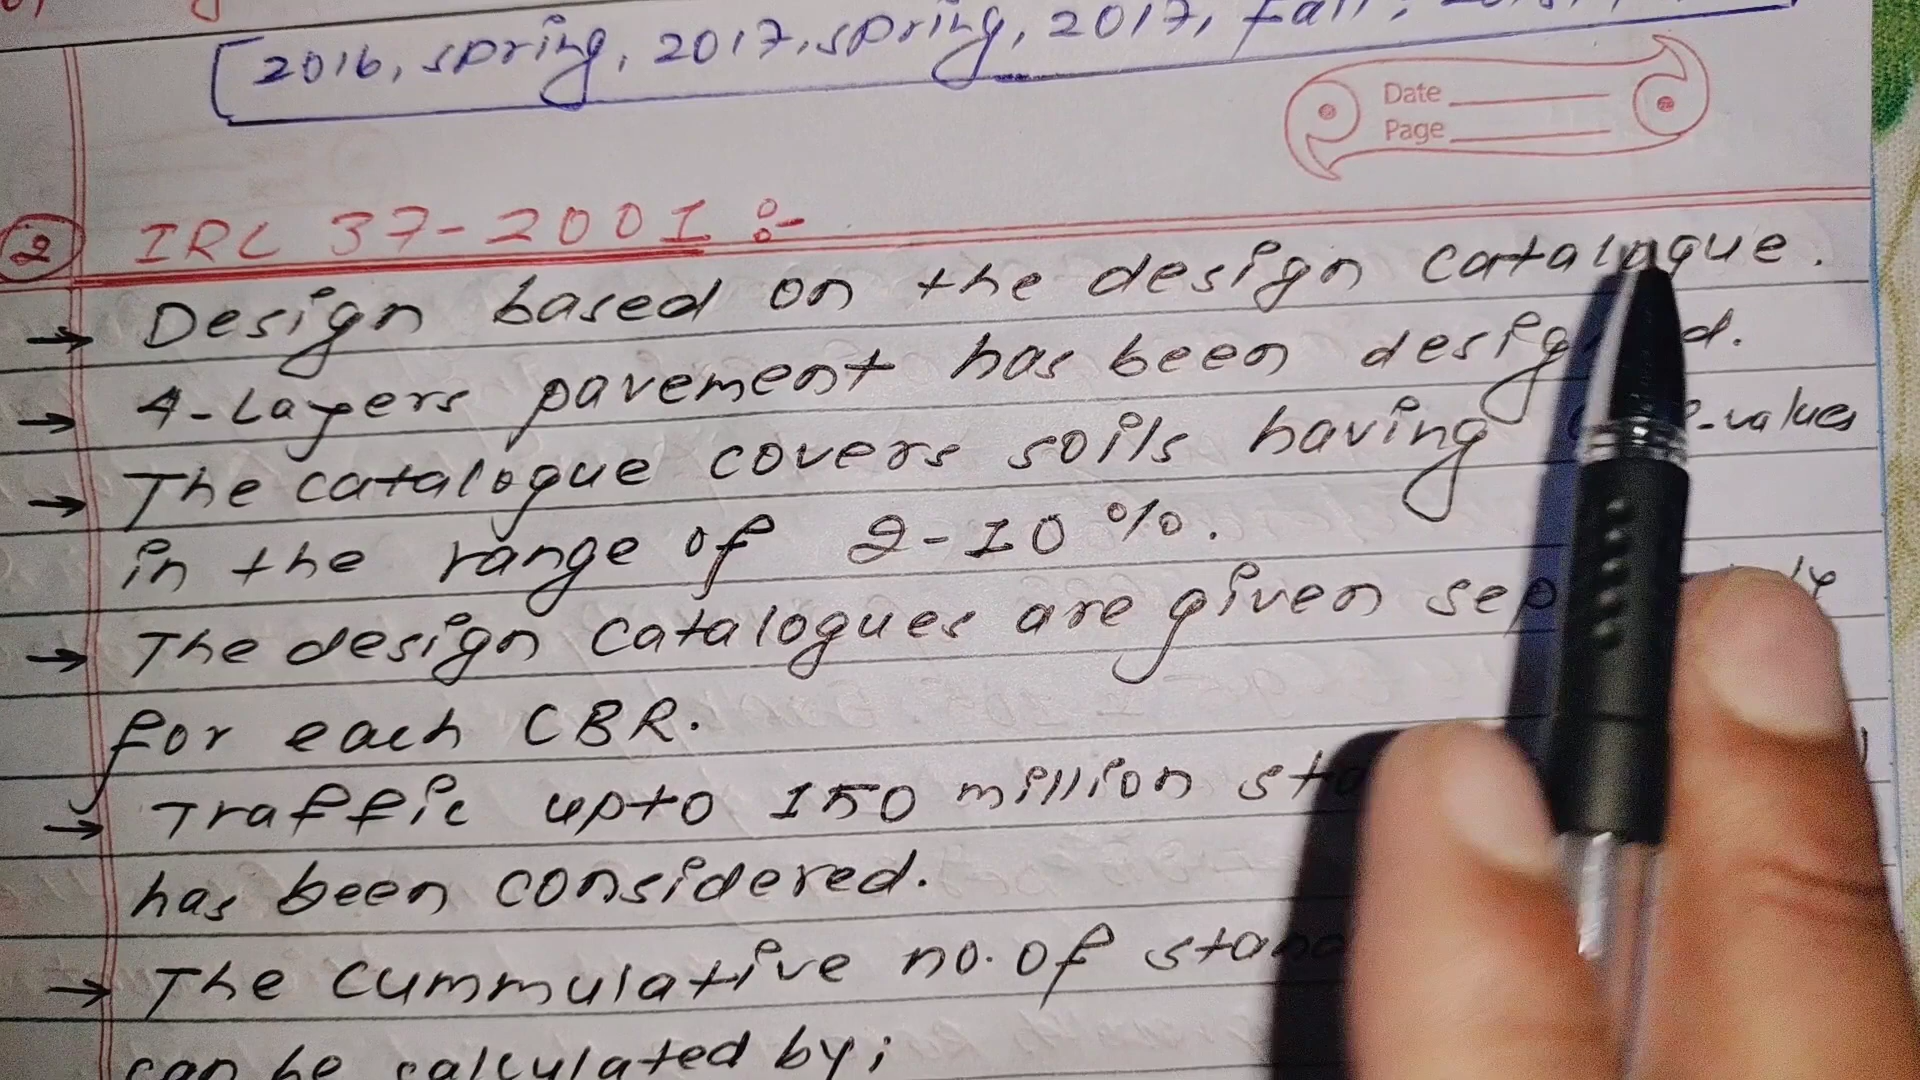 [2016, spring, 2017, spring, 2017, fall,
Date
Page
2 IRC 37-2001 :-
→ Design based on the design catalogue.
→ 4-Layers pavement has been desig d.
→ The catalogue covers soils having -values
in the range of 2-10%.
→ The design catalogues are given sep ly
for each CBR.
→ Traffic upto 150 million sta
has been considered.
→ The cummulative no. of stand
can be calculated by;